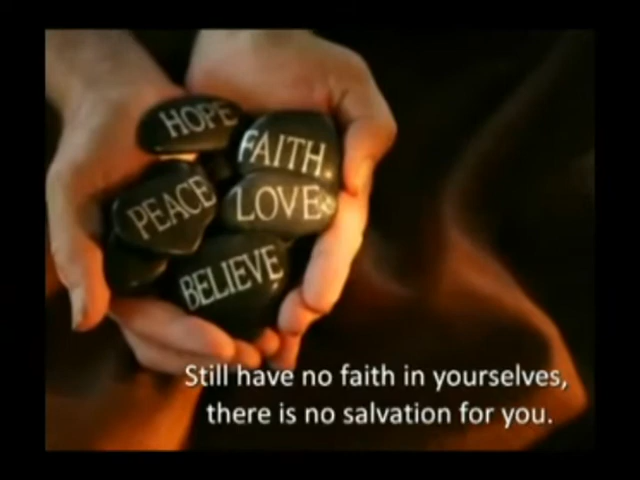 HOPE
FAITH
PEACE
LOVE
BELIEVE
Still have no faith in yourselves,
there is no salvation for you.